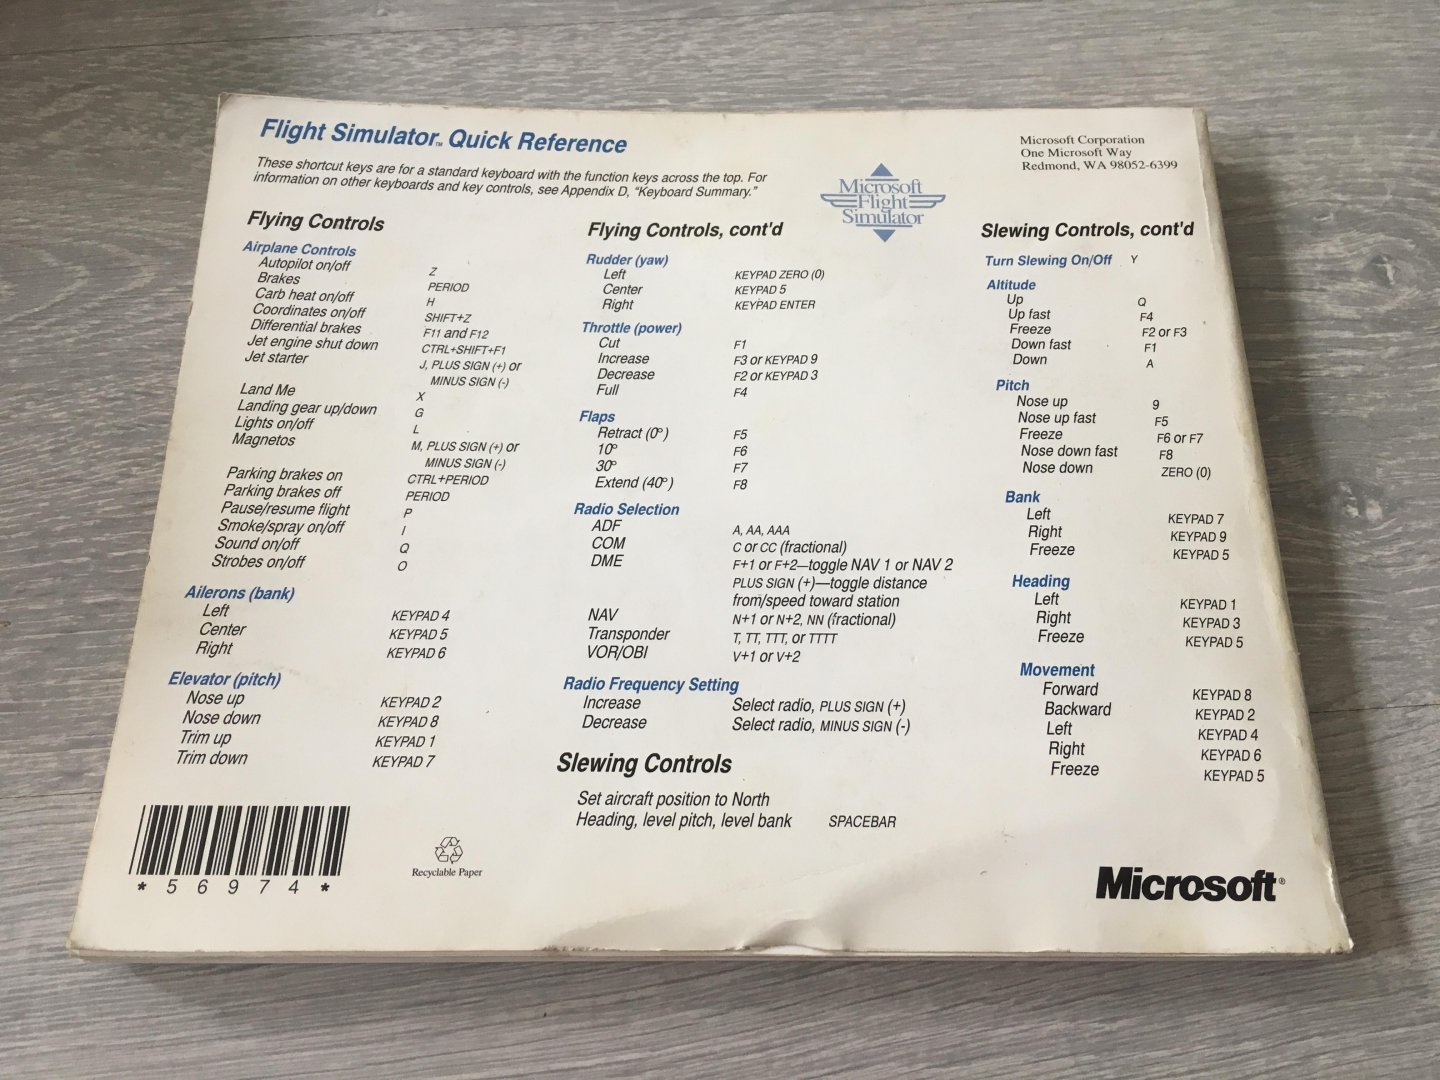 Flight Simulator™ Quick Reference
These shortcut keys are for a standard keyboard with the function keys across the top. For
information on other keyboards and key controls, see Appendix D, “Keyboard Summary.”
Microsoft
Flight
Simulator
Microsoft Corporation
One Microsoft Way
Redmond, WA 98052-6399
Flying Controls
Airplane Controls
Autopilot on/off Z
Brakes PERIOD
Carb heat on/off H
Coordinates on/off SHIFT+Z
Differential brakes F11 and F12
Jet engine shut down CTRL+SHIFT+F1
Jet starter J, PLUS SIGN (+) or
MINUS SIGN (-)
Land Me X
Landing gear up/down G
Lights on/off L
Magnetos M, PLUS SIGN (+) or
MINUS SIGN (-)
Parking brakes on CTRL+PERIOD
Parking brakes off PERIOD
Pause/resume flight P
Smoke/spray on/off I
Sound on/off Q
Strobes on/off O
Ailerons (bank)
Left KEYPAD 4
Center KEYPAD 5
Right KEYPAD 6
Elevator (pitch)
Nose up KEYPAD 2
Nose down KEYPAD 8
Trim up KEYPAD 1
Trim down KEYPAD 7
*56974*
Recyclable Paper
Flying Controls, cont'd
Rudder (yaw)
Left KEYPAD ZERO (0)
Center KEYPAD 5
Right KEYPAD ENTER
Throttle (power)
Cut F1
Increase F3 or KEYPAD 9
Decrease F2 or KEYPAD 3
Full F4
Flaps
Retract (0°) F5
10° F6
30° F7
Extend (40°) F8
Radio Selection
ADF A, AA, AAA
COM C or CC (fractional)
DME F+1 or F+2—toggle NAV 1 or NAV 2
PLUS SIGN (+)—toggle distance
from/speed toward station
NAV N+1 or N+2, NN (fractional)
Transponder T, TT, TTT, or TTTT
VOR/OBI V+1 or V+2
Radio Frequency Setting
Increase Select radio, PLUS SIGN (+)
Decrease Select radio, MINUS SIGN (-)
Slewing Controls
Set aircraft position to North
Heading, level pitch, level bank SPACEBAR
Slewing Controls, cont'd
Turn Slewing On/Off Y
Altitude
Up Q
Up fast F4
Freeze F2 or F3
Down fast F1
Down A
Pitch
Nose up 9
Nose up fast F5
Freeze F6 or F7
Nose down fast F8
Nose down ZERO (0)
Bank
Left KEYPAD 7
Right KEYPAD 9
Freeze KEYPAD 5
Heading
Left KEYPAD 1
Right KEYPAD 3
Freeze KEYPAD 5
Movement
Forward KEYPAD 8
Backward KEYPAD 2
Left KEYPAD 4
Right KEYPAD 6
Freeze KEYPAD 5
Microsoft®